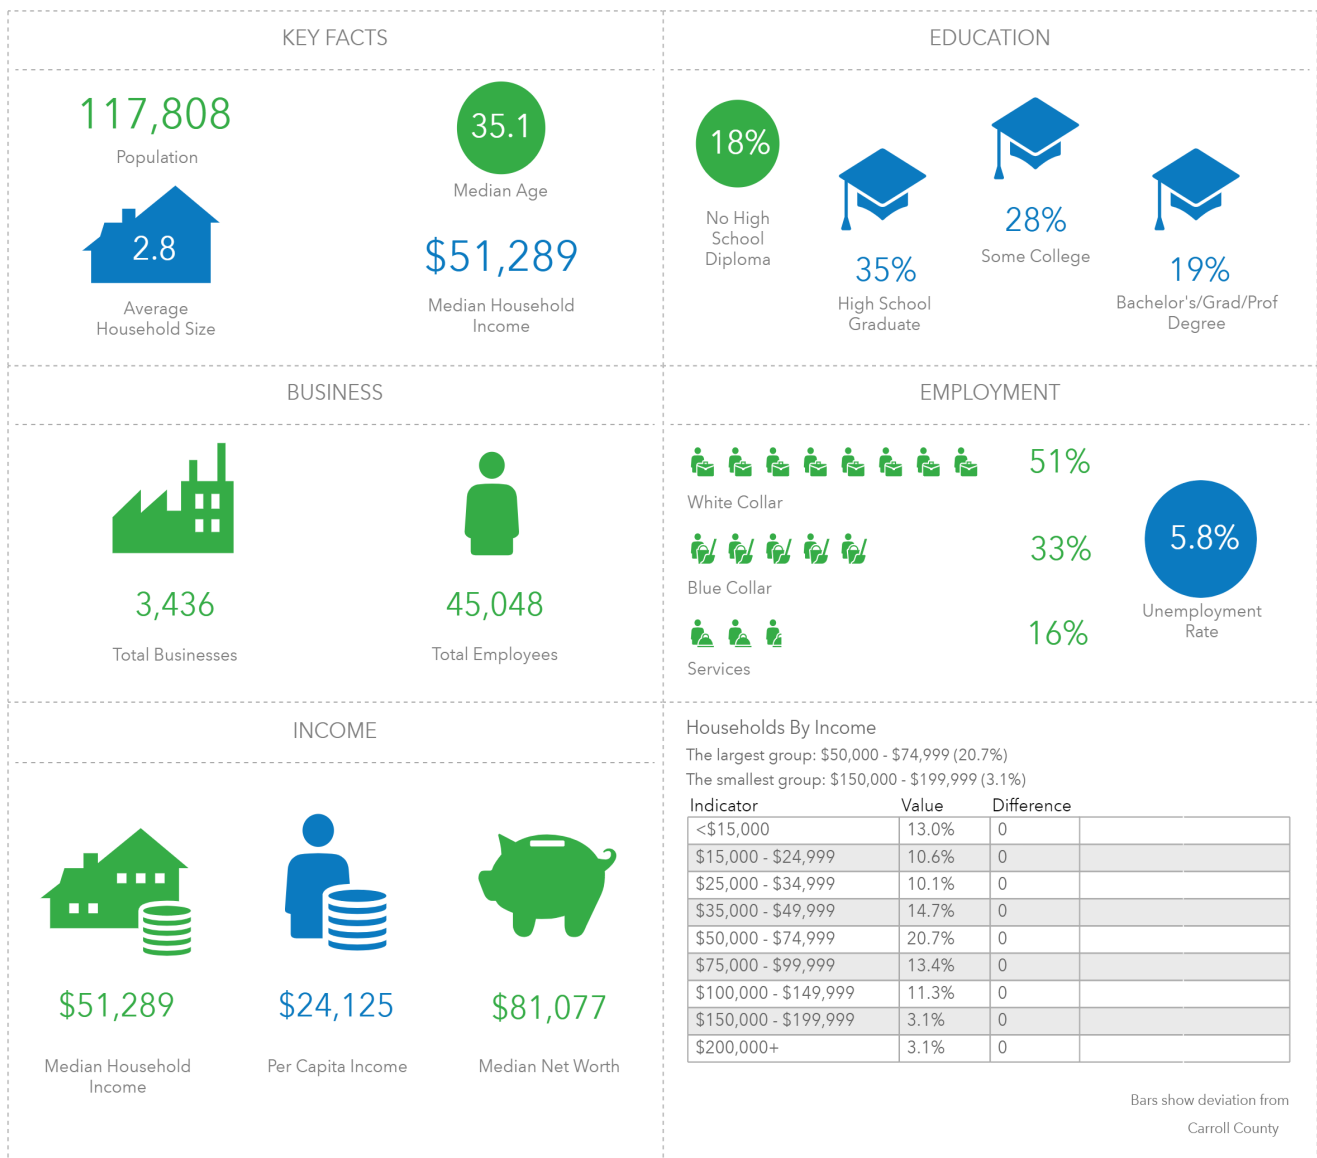 KEY FACTS
117,808
Population
35.1
Median Age
2.8
Average
Household Size
$51,289
Median Household
Income
EDUCATION
18%
No High
School
Diploma
35%
High School
Graduate
28%
Some College
19%
Bachelor's/Grad/Prof
Degree
BUSINESS
3,436
Total Businesses
45,048
Total Employees
EMPLOYMENT
51%
White Collar
33%
Blue Collar
16%
Services
5.8%
Unemployment
Rate
INCOME
$51,289
Median Household
Income
$24,125
Per Capita Income
$81,077
Median Net Worth
Households By Income
The largest group: $50,000 - $74,999 (20.7%)
The smallest group: $150,000 - $199,999 (3.1%)
Indicator Value Difference
<$15,000 13.0% 0
$15,000 - $24,999 10.6% 0
$25,000 - $34,999 10.1% 0
$35,000 - $49,999 14.7% 0
$50,000 - $74,999 20.7% 0
$75,000 - $99,999 13.4% 0
$100,000 - $149,999 11.3% 0
$150,000 - $199,999 3.1% 0
$200,000+ 3.1% 0
Bars show deviation from
Carroll County